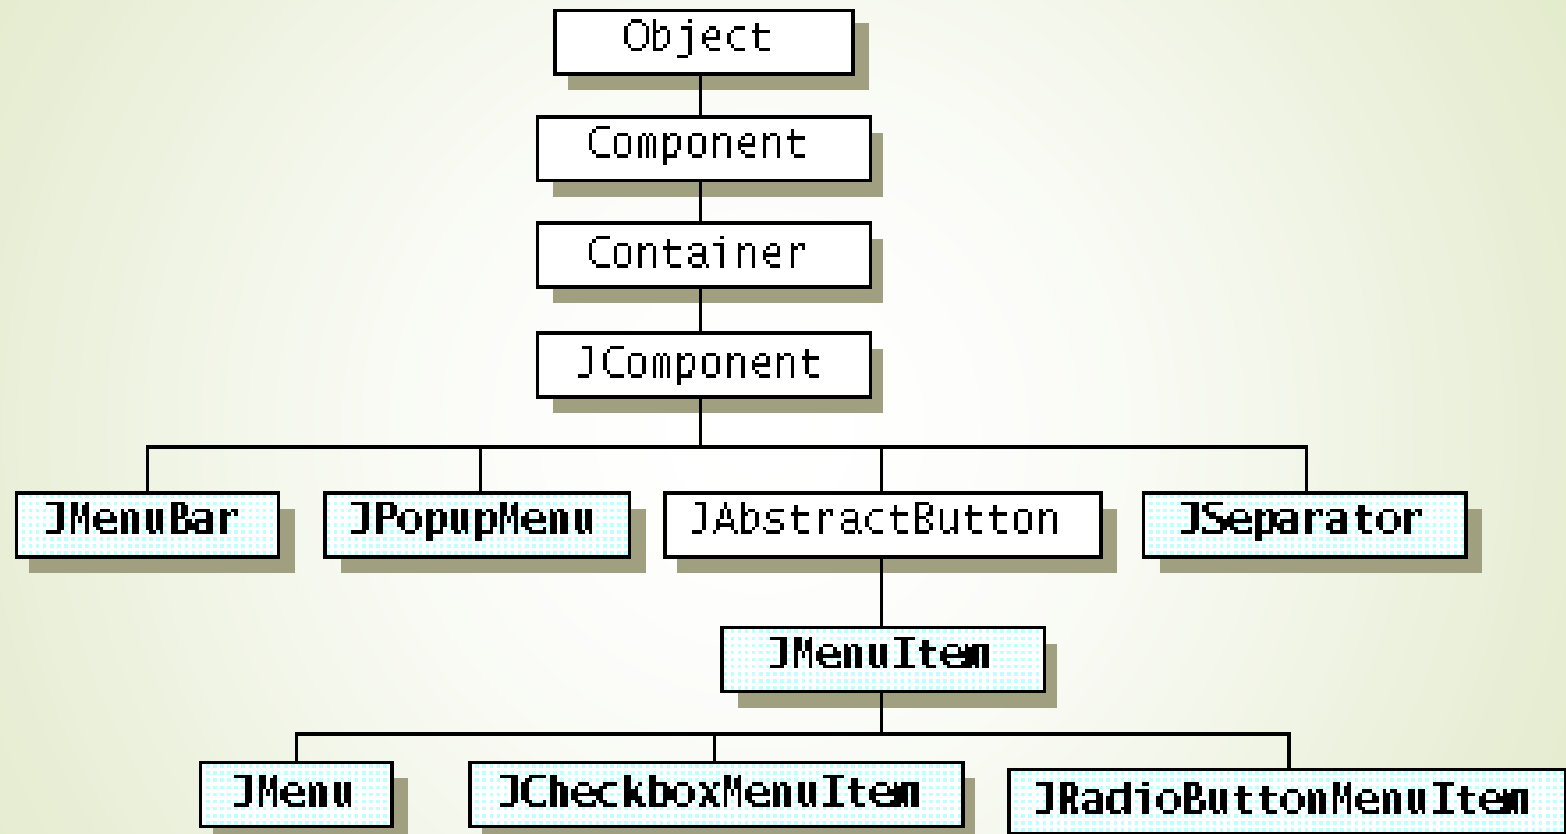 Object
Component
Container
JComponent
JMenuBar
JPopupMenu
JAbstractButton
JSeparator
JMenuItem
JMenu
JCheckboxMenuItem
JRadioButtonMenuItem